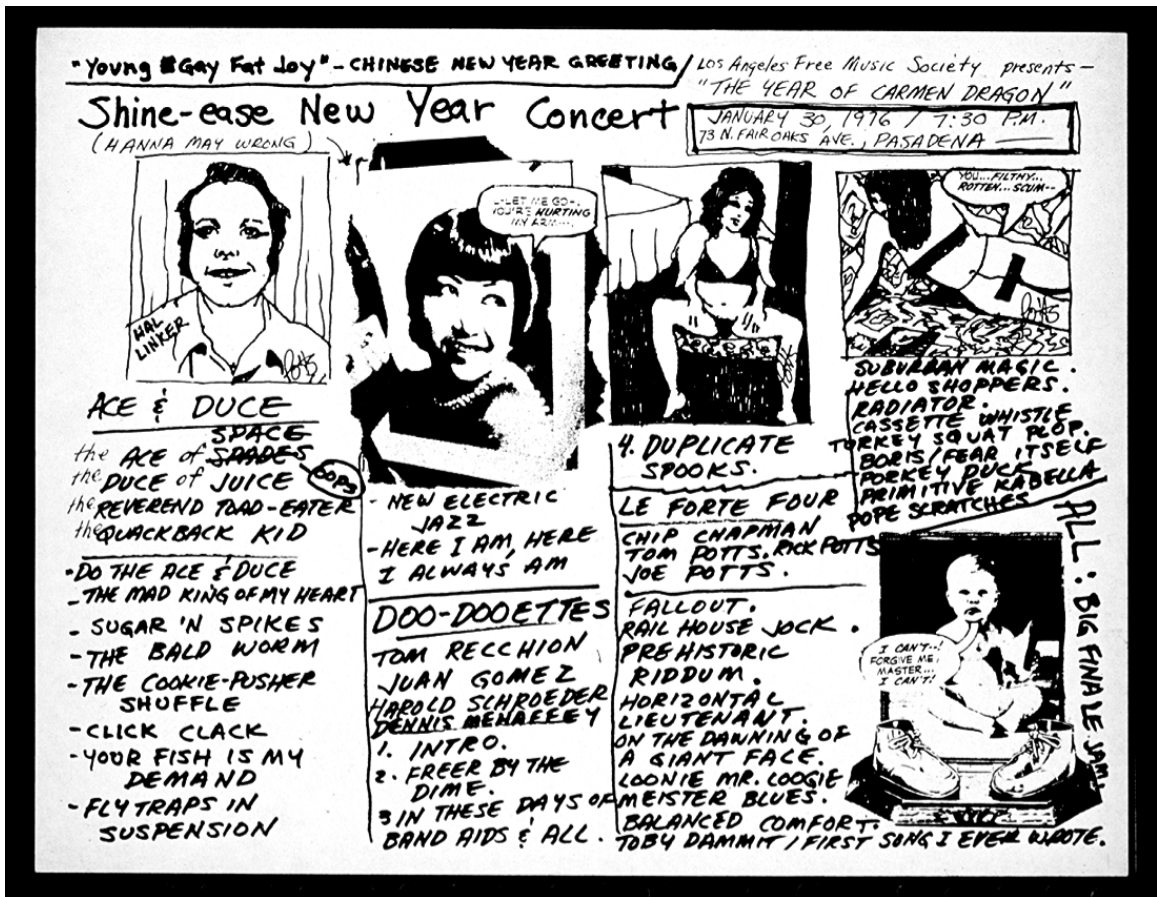 "Young Gay Fat Joy" - CHINESE NEW YEAR GREETING
Shine-ease New Year Concert
(HANNA MAY WRONG)
Los Angeles Free Music Society presents -
"THE YEAR OF CARMEN DRAGON"
JANUARY 30, 1976 / 7:30 P.M.
73 N. FAIR OAKS AVE., PASADENA
HAL LINKER
Potts
ACE & DUCE
the ACE of SPACE SPADES
OOPS
the DUCE of JUICE
the REVEREND TOAD-EATER
the QUACKBACK KID
- DO THE ACE & DUCE
- THE MAD KING OF MY HEART
- SUGAR 'N SPIKES
- THE BALD WORM
- THE COOKIE-PUSHER
SHUFFLE
- CLICK CLACK
- YOUR FISH IS MY
DEMAND
- FLY TRAPS IN
SUSPENSION
L-LET ME GO--
YOU'RE HURTING
MY ARM---
- NEW ELECTRIC
JAZZ
- HERE I AM, HERE
I ALWAYS AM
DOO-DOOETTES
TOM RECCHION
JUAN GOMEZ
HAROLD SCHROEDER
DENNIS MEHAFFEY
1. INTRO.
2. FREER BY THE
DIME.
3 IN THESE DAYS OF
BAND AIDS & ALL.
4. DUPLICATE
SPOOKS.
LE FORTE FOUR
CHIP CHAPMAN
TOM POTTS. RICK POTTS
JOE POTTS.
FALLOUT.
RAIL HOUSE JOCK.
PREHISTORIC
RIDDUM.
HORIZONTAL
LIEUTENANT.
ON THE DAWNING OF
A GIANT FACE.
LOONIE MR. LOOGIE
MEISTER BLUES.
BALANCED COMFORT.
TOBY DAMMIT / FIRST SONG I EVER WROTE.
YOU...FILTHY...
ROTTEN...SCUM--
Potts
SUBURBAN MAGIC.
HELLO SHOPPERS.
RADIATOR.
CASSETTE WHISTLE
TURKEY SQUAT PLOP.
BORIS/FEAR ITSELF
PORKEY DUCK
PRIMITIVE KABELLA
POPE SCRATCHES
ALL: BIG FINALE JAM!
I CAN'T--!
FORGIVE ME,
MASTER...
I CAN'T!